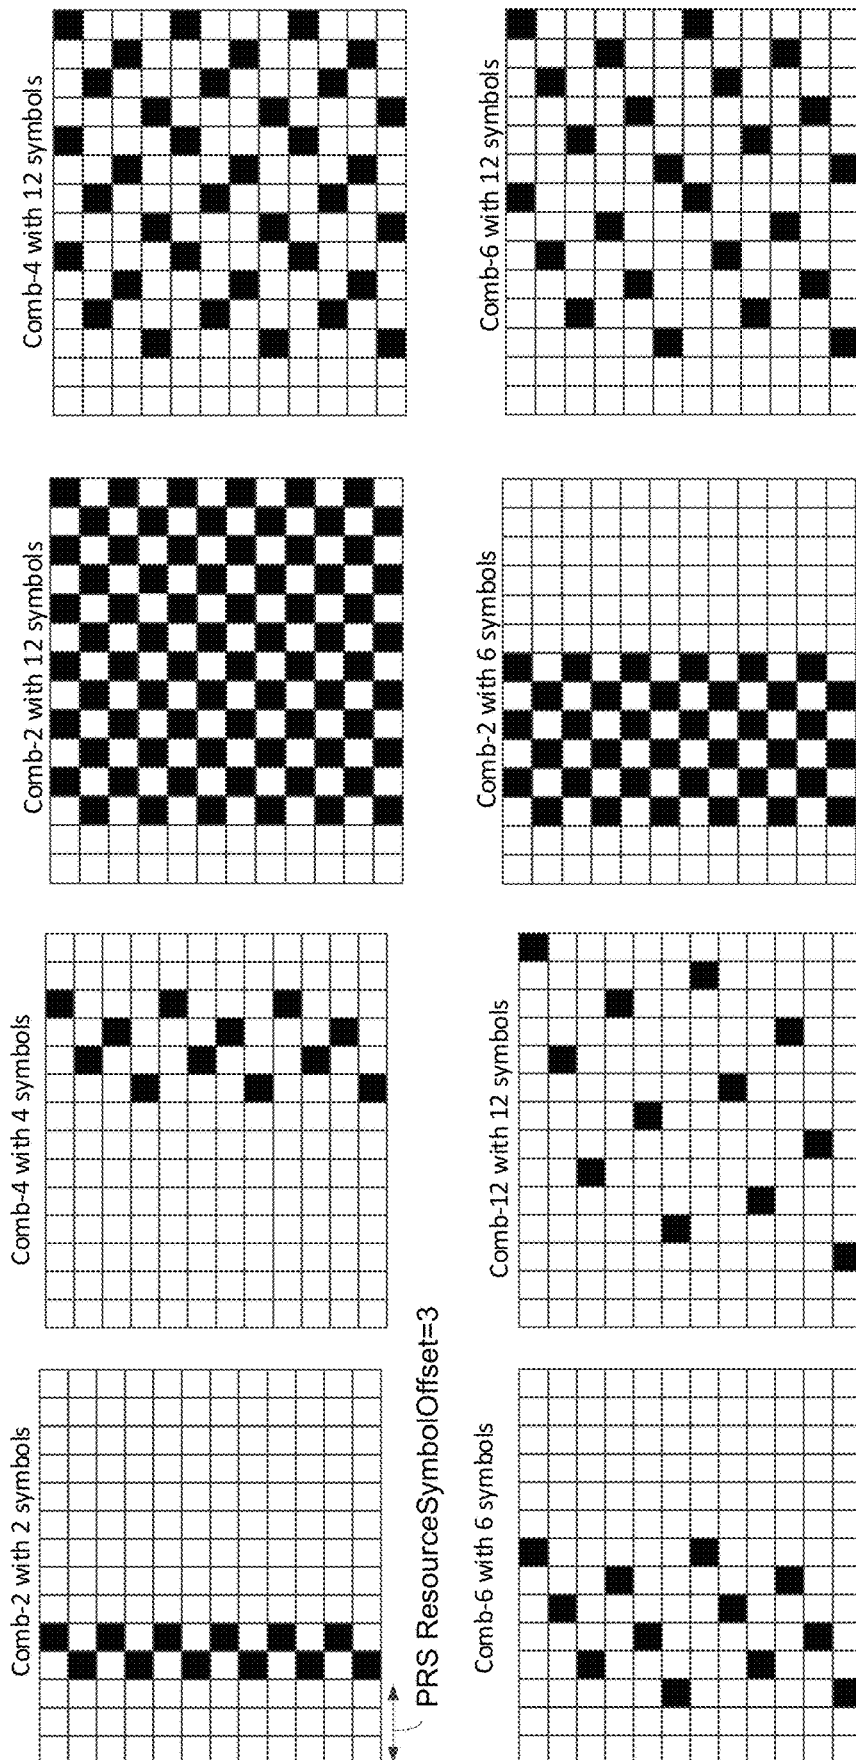 Comb-2 with 2 symbols
Comb-4 with 4 symbols
Comb-2 with 12 symbols
Comb-4 with 12 symbols
PRS ResourceSymbolOffset=3
Comb-6 with 6 symbols
Comb-12 with 12 symbols
Comb-2 with 6 symbols
Comb-6 with 12 symbols